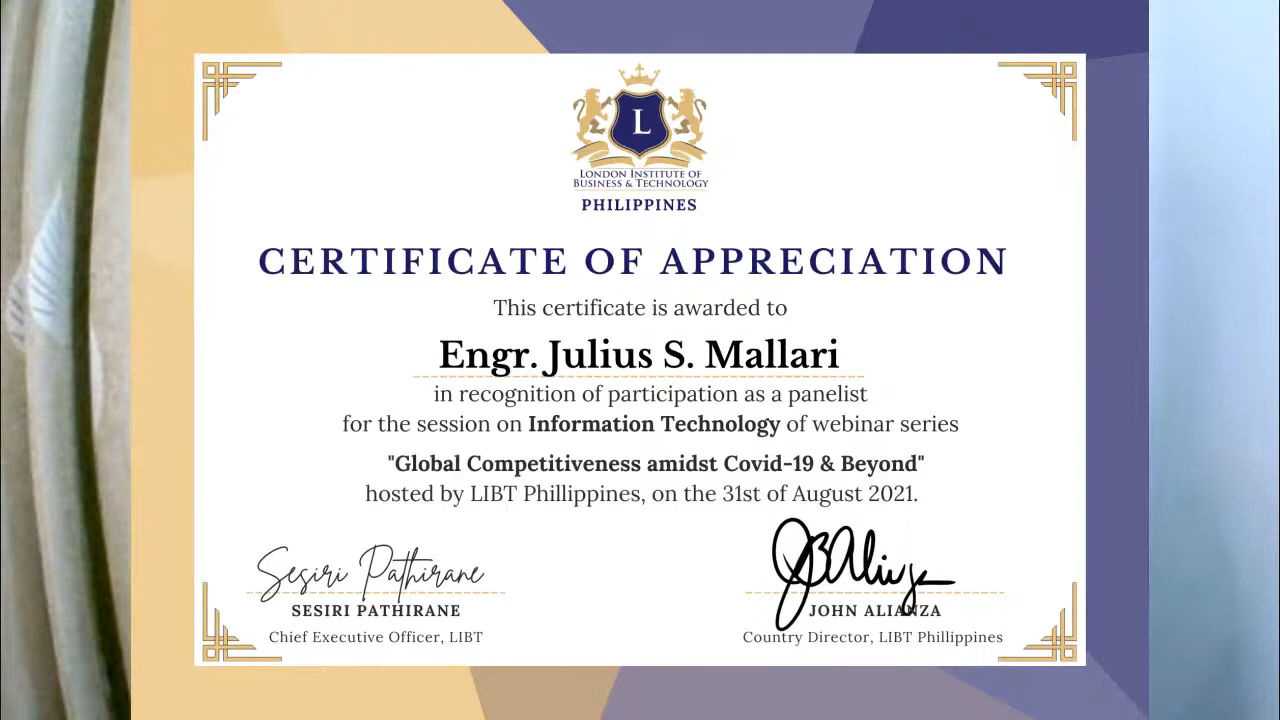 L
LONDON INSTITUTE OF
BUSINESS & TECHNOLOGY
PHILIPPINES
CERTIFICATE OF APPRECIATION
This certificate is awarded to
Engr. Julius S. Mallari
in recognition of participation as a panelist
for the session on Information Technology of webinar series
"Global Competitiveness amidst Covid-19 & Beyond"
hosted by LIBT Phillippines, on the 31st of August 2021.
Sesiri Pathirane
JBAlianza
SESIRI PATHIRANE
JOHN ALIANZA
Chief Executive Officer, LIBT
Country Director, LIBT Phillippines